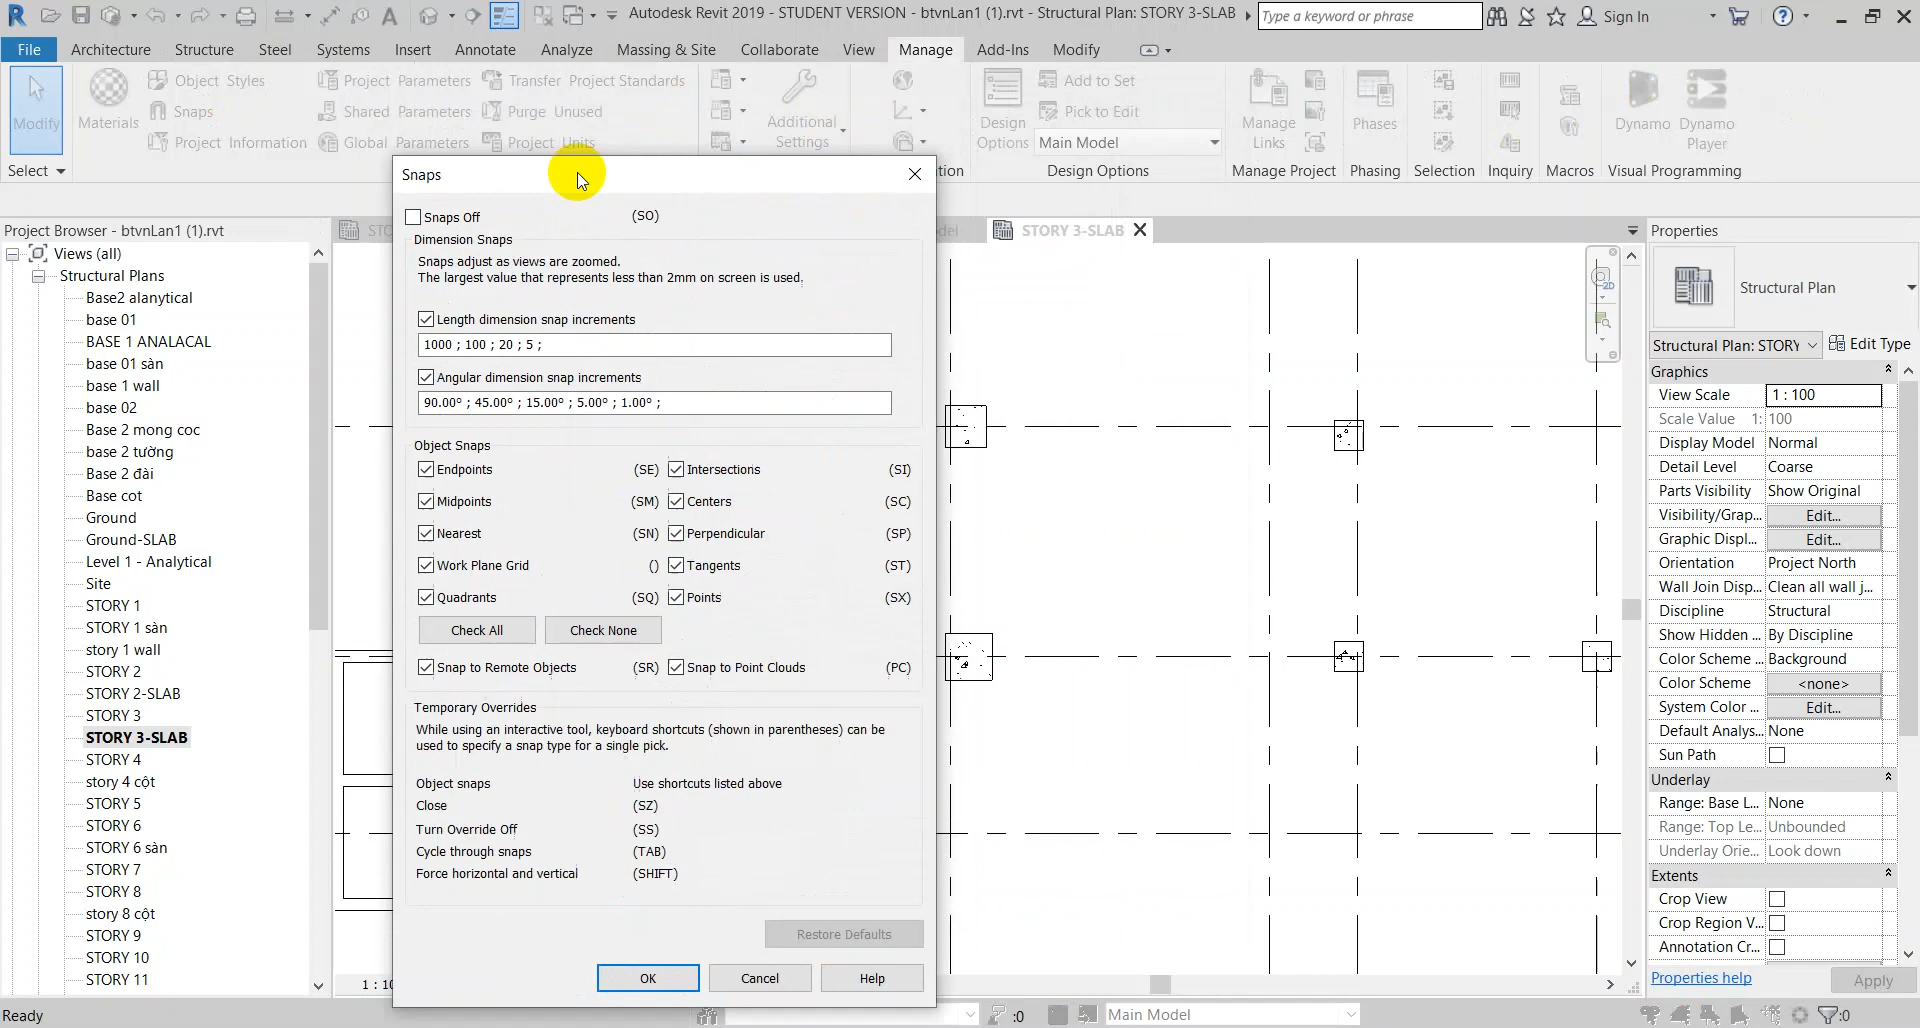 Autodesk Revit 2019 - STUDENT VERSION - btvnLan1 (1).rvt - Structural Plan: STORY 3-SLAB
Type a keyword or phrase
Sign In
File Architecture Structure Steel Systems Insert Annotate Analyze Massing & Site Collaborate View Manage Add-Ins Modify
Modify
Materials
Object Styles
Snaps
Project Information
Project Parameters
Shared Parameters
Global Parameters
Transfer Project Standards
Purge Unused
Project Units
Additional Settings
Design Options
Add to Set
Pick to Edit
Main Model
Manage Links
Phases
Dynamo
Dynamo Player
Select
Design Options
Manage Project
Phasing
Selection
Inquiry
Macros
Visual Programming
Project Browser - btvnLan1 (1).rvt
Views (all)
Structural Plans
Base2 alanytical
base 01
BASE 1 ANALACAL
base 01 sàn
base 1 wall
base 02
Base 2 mong coc
base 2 tường
Base 2 đài
Base cot
Ground
Ground-SLAB
Level 1 - Analytical
Site
STORY 1
STORY 1 sàn
story 1 wall
STORY 2
STORY 2-SLAB
STORY 3
STORY 3-SLAB
STORY 4
story 4 cột
STORY 5
STORY 6
STORY 6 sàn
STORY 7
STORY 8
story 8 cột
STORY 9
STORY 10
STORY 11
Snaps
Snaps Off (SO)
Dimension Snaps
Snaps adjust as views are zoomed.
The largest value that represents less than 2mm on screen is used.
Length dimension snap increments
1000 ; 100 ; 20 ; 5 ;
Angular dimension snap increments
90.00° ; 45.00° ; 15.00° ; 5.00° ; 1.00° ;
Object Snaps
Endpoints (SE) Intersections (SI)
Midpoints (SM) Centers (SC)
Nearest (SN) Perpendicular (SP)
Work Plane Grid () Tangents (ST)
Quadrants (SQ) Points (SX)
Check All Check None
Snap to Remote Objects (SR) Snap to Point Clouds (PC)
Temporary Overrides
While using an interactive tool, keyboard shortcuts (shown in parentheses) can be
used to specify a snap type for a single pick.
Object snaps Use shortcuts listed above
Close (SZ)
Turn Override Off (SS)
Cycle through snaps (TAB)
Force horizontal and vertical (SHIFT)
Restore Defaults
OK Cancel Help
STORY 3-SLAB
2D
Properties
Structural Plan
Structural Plan: STORY Edit Type
Graphics
View Scale 1 : 100
Scale Value 1: 100
Display Model Normal
Detail Level Coarse
Parts Visibility Show Original
Visibility/Grap... Edit...
Graphic Displ... Edit...
Orientation Project North
Wall Join Disp... Clean all wall j...
Discipline Structural
Show Hidden ... By Discipline
Color Scheme ... Background
Color Scheme <none>
System Color ... Edit...
Default Analys... None
Sun Path
Underlay
Range: Base L... None
Range: Top Le... Unbounded
Underlay Orie... Look down
Extents
Crop View
Crop Region V...
Annotation Cr...
Properties help Apply
Ready
:0
Main Model
:0